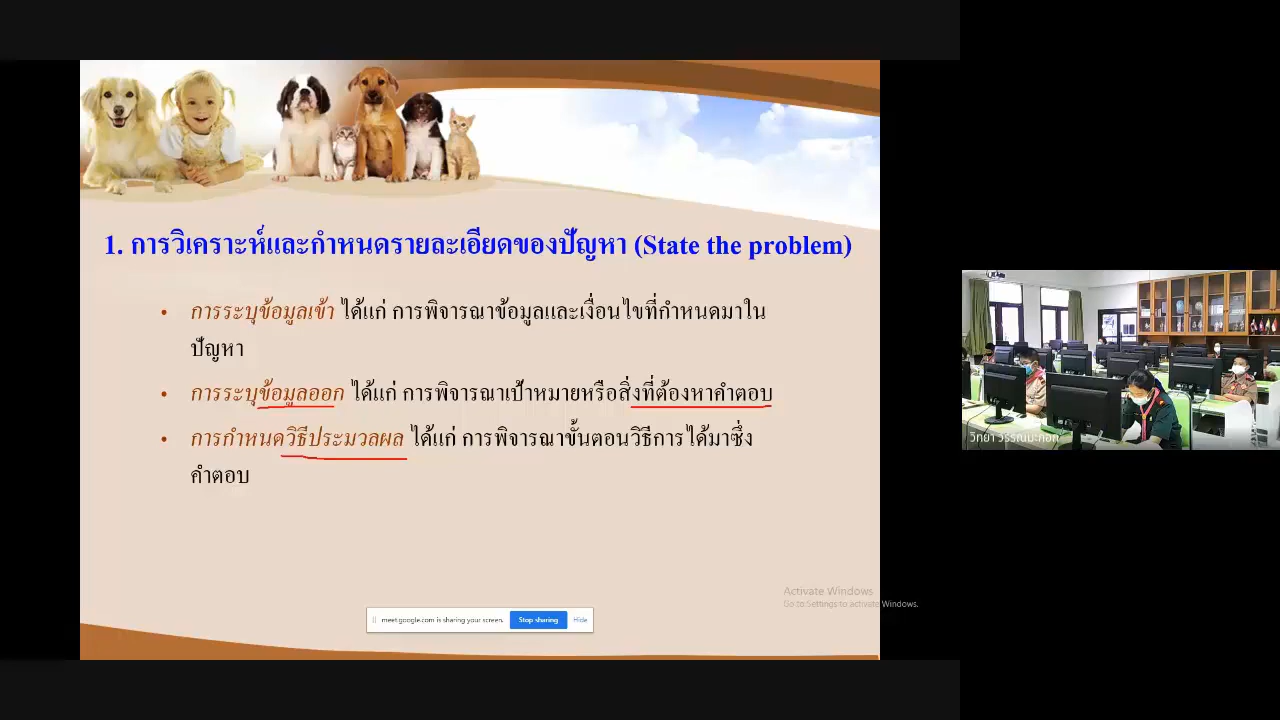 1. การวิเคราะห์และกำหนดรายละเอียดของปัญหา (State the problem)
• การระบุข้อมูลเข้า ได้แก่ การพิจารณาข้อมูลและเงื่อนไขที่กำหนดมาใน
ปัญหา
• การระบุข้อมูลออก ได้แก่ การพิจารณาเป้าหมายหรือสิ่งที่ต้องหาคำตอบ
• การกำหนดวิธีประมวลผล ได้แก่ การพิจารณาขั้นตอนวิธีการได้มาซึ่ง
คำตอบ
วิทยา วรรณมะกอก
Activate Windows
Go to Settings to activate Windows.
meet.google.com is sharing your screen. Stop sharing Hide